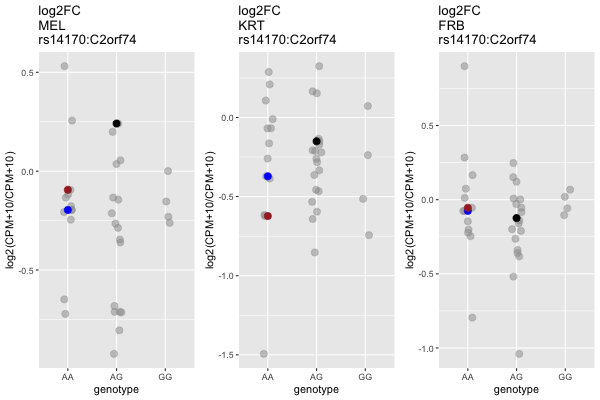 log2FC
MEL
rs14170:C2orf74
log2(CPM+10/CPM+10)
0.5
0.0
-0.5
AA
AG
GG
genotype
log2FC
KRT
rs14170:C2orf74
log2(CPM+10/CPM+10)
0.0
-0.5
-1.0
-1.5
AA
AG
GG
genotype
log2FC
FRB
rs14170:C2orf74
log2(CPM+10/CPM+10)
0.5
0.0
-0.5
-1.0
AA
AG
GG
genotype